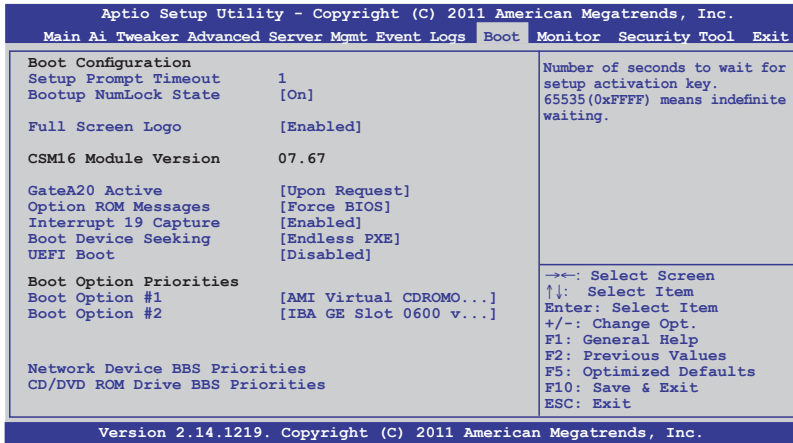 Aptio Setup Utility - Copyright (C) 2011 American Megatrends, Inc.
Main Ai Tweaker Advanced Server Mgmt Event Logs Boot Monitor Security Tool Exit
Boot Configuration
Setup Prompt Timeout 1
Bootup NumLock State [On]
Full Screen Logo [Enabled]
CSM16 Module Version 07.67
GateA20 Active [Upon Request]
Option ROM Messages [Force BIOS]
Interrupt 19 Capture [Enabled]
Boot Device Seeking [Endless PXE]
UEFI Boot [Disabled]
Boot Option Priorities
Boot Option #1 [AMI Virtual CDROMO...]
Boot Option #2 [IBA GE Slot 0600 v...]
Network Device BBS Priorities
CD/DVD ROM Drive BBS Priorities
Number of seconds to wait for
setup activation key.
65535(0xFFFF) means indefinite
waiting.
→←: Select Screen
↑↓: Select Item
Enter: Select Item
+/-: Change Opt.
F1: General Help
F2: Previous Values
F5: Optimized Defaults
F10: Save & Exit
ESC: Exit
Version 2.14.1219. Copyright (C) 2011 American Megatrends, Inc.